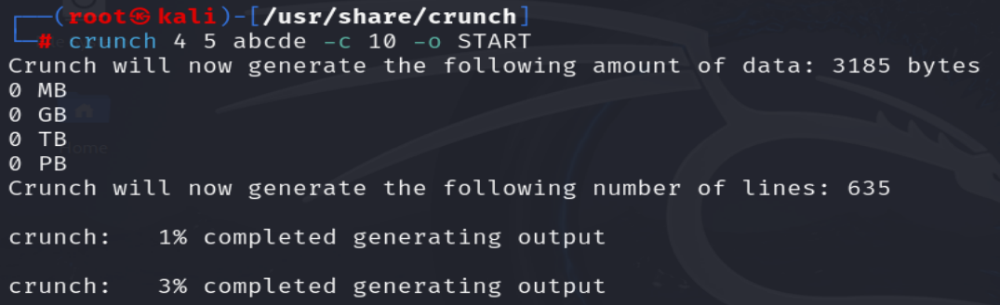 ┌──(root㉿kali)-[/usr/share/crunch]
└─# crunch 4 5 abcde -c 10 -o START
Crunch will now generate the following amount of data: 3185 bytes
0 MB
0 GB
0 TB
0 PB
Home
Crunch will now generate the following number of lines: 635
crunch:   1% completed generating output
crunch:   3% completed generating output